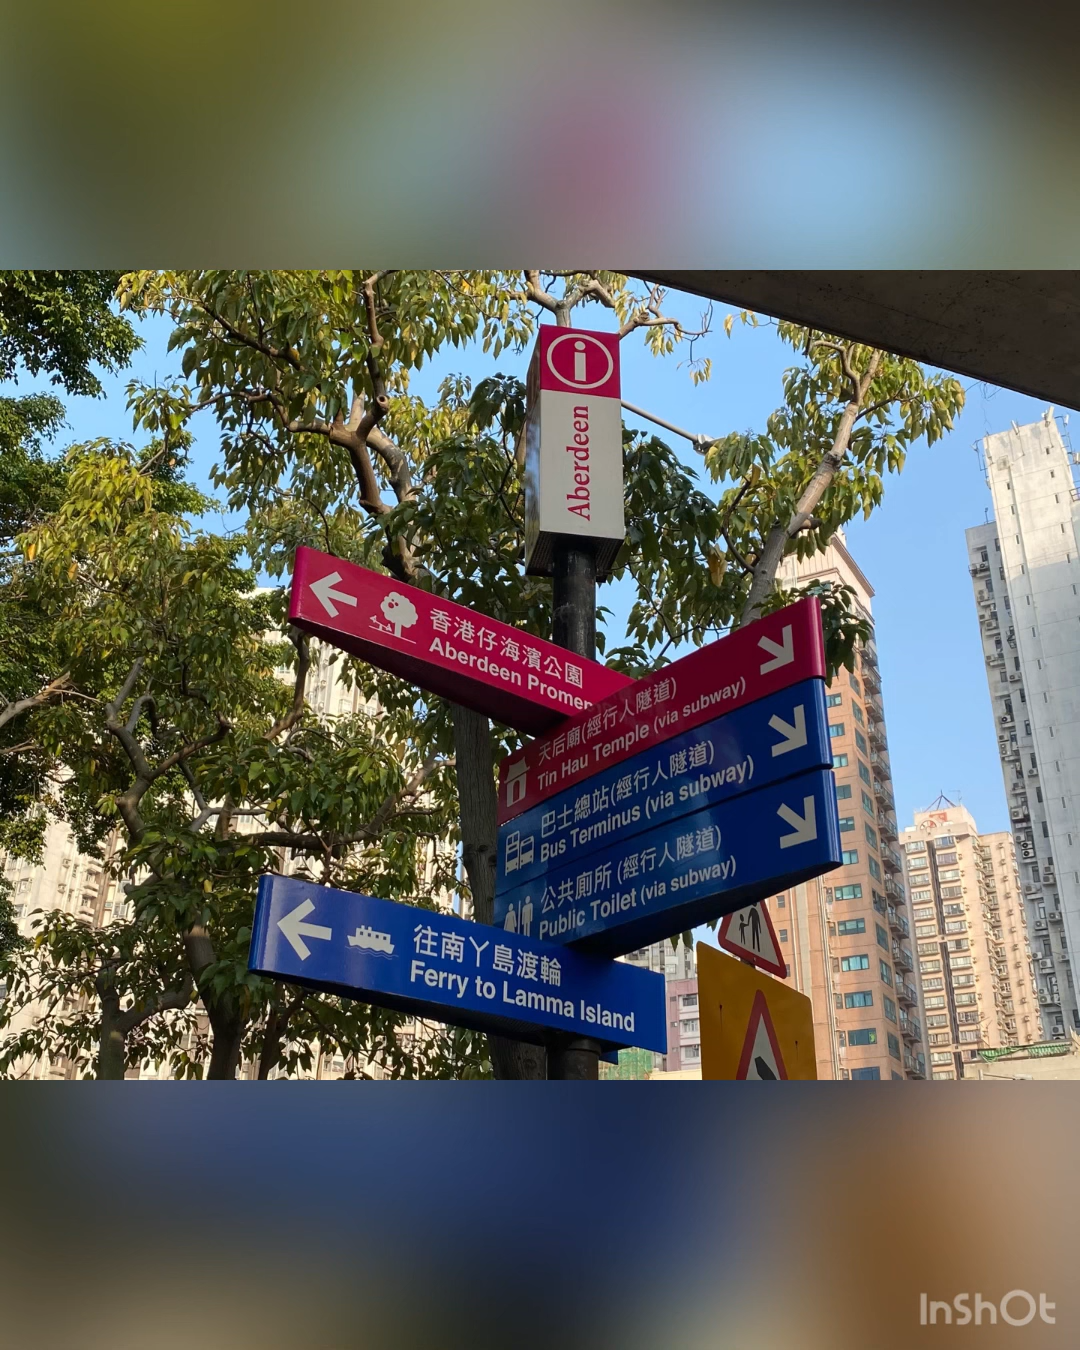 i
Aberdeen
香港仔海濱公園
Aberdeen
天后廟(經行人隧道)
Tin Hau Temple (via subway)
巴士總站(經行人隧道)
Bus Terminus (via subway)
公共廁所 (經行人隧道)
Public Toilet (via subway)
往南丫島渡輪
Ferry to Lamma Island
InShOt